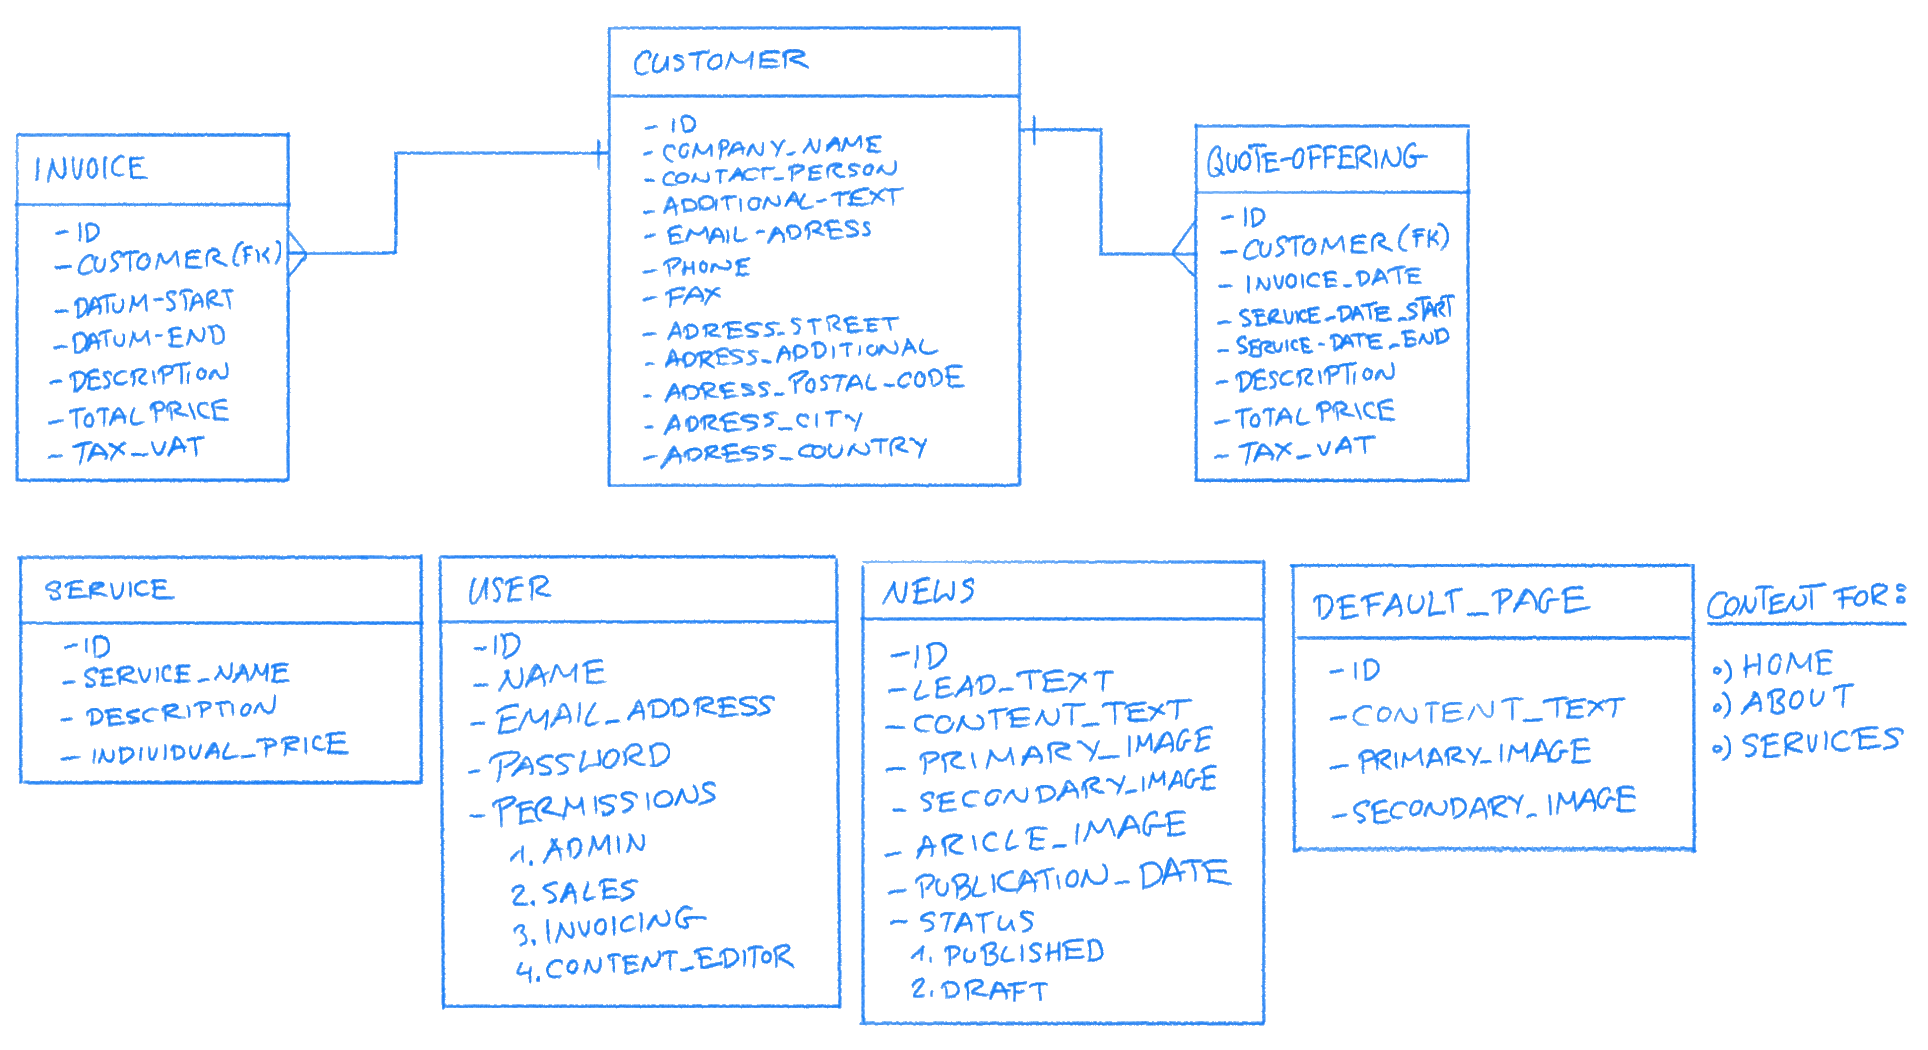 CUSTOMER
- ID
- COMPANY_NAME
- CONTACT_PERSON
- ADDITIONAL-TEXT
- EMAIL-ADRESS
- PHONE
- FAX
- ADRESS_STREET
- ADRESS_ADDITIONAL
- ADRESS_POSTAL_CODE
- ADRESS_CITY
- ADRESS_COUNTRY
INVOICE
- ID
- CUSTOMER (FK)
- DATUM-START
- DATUM-END
- DESCRIPTION
- TOTAL PRICE
- TAX_VAT
QUOTE-OFFERING
- ID
- CUSTOMER (FK)
- INVOICE_DATE
- SERVICE_DATE_START
- SERVICE-DATE_END
- DESCRIPTION
- TOTAL PRICE
- TAX_VAT
SERVICE
- ID
- SERVICE_NAME
- DESCRIPTION
- INDIVIDUAL_PRICE
USER
- ID
- NAME
- EMAIL_ADDRESS
- PASSWORD
- PERMISSIONS
1. ADMIN
2. SALES
3. INVOICING
4. CONTENT_EDITOR
NEWS
- ID
- LEAD_TEXT
- CONTENT_TEXT
- PRIMARY_IMAGE
- SECONDARY_IMAGE
- ARICLE_IMAGE
- PUBLICATION_DATE
- STATUS
1. PUBLISHED
2. DRAFT
DEFAULT_PAGE
- ID
- CONTENT_TEXT
- PRIMARY_IMAGE
- SECONDARY_IMAGE
CONTENT FOR:
o) HOME
o) ABOUT
o) SERVICES